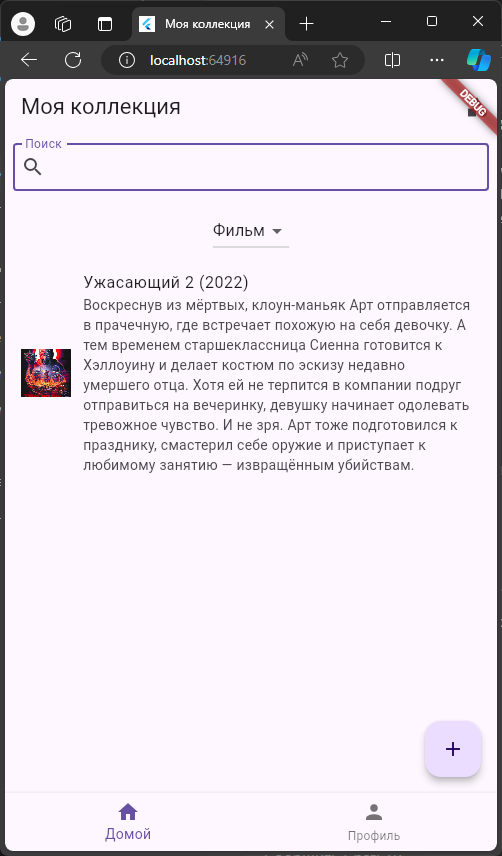 Моя коллекция
localhost:64916
DEBUG
Моя коллекция
Поиск
Фильм
Ужасающий 2 (2022)
Воскреснув из мёртвых, клоун-маньяк Арт отправляется
в прачечную, где встречает похожую на себя девочку. А
тем временем старшеклассница Сиенна готовится к
Хэллоуину и делает костюм по эскизу недавно
умершего отца. Хотя ей не терпится в компании подруг
отправиться на вечеринку, девушку начинает одолевать
тревожное чувство. И не зря. Арт тоже подготовился к
празднику, смастерил себе оружие и приступает к
любимому занятию — извращённым убийствам.
Домой
Профиль